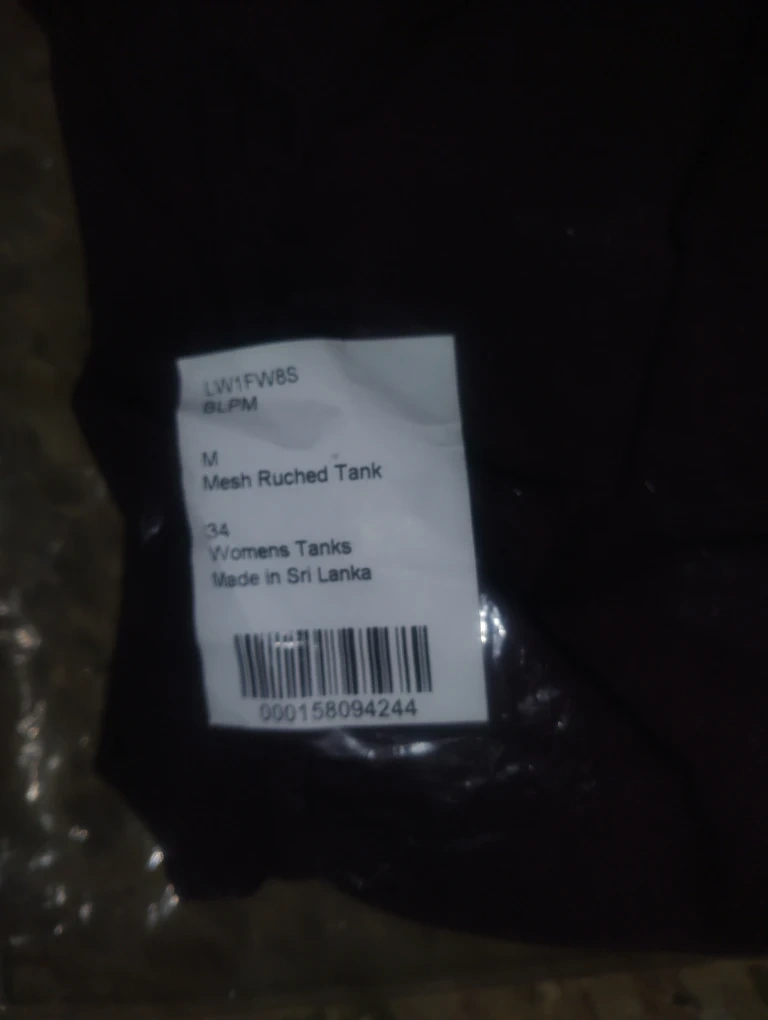 LW1FW8S
BLPM
M
Mesh Ruched Tank
34
Womens Tanks
Made in Sri Lanka
000158094244